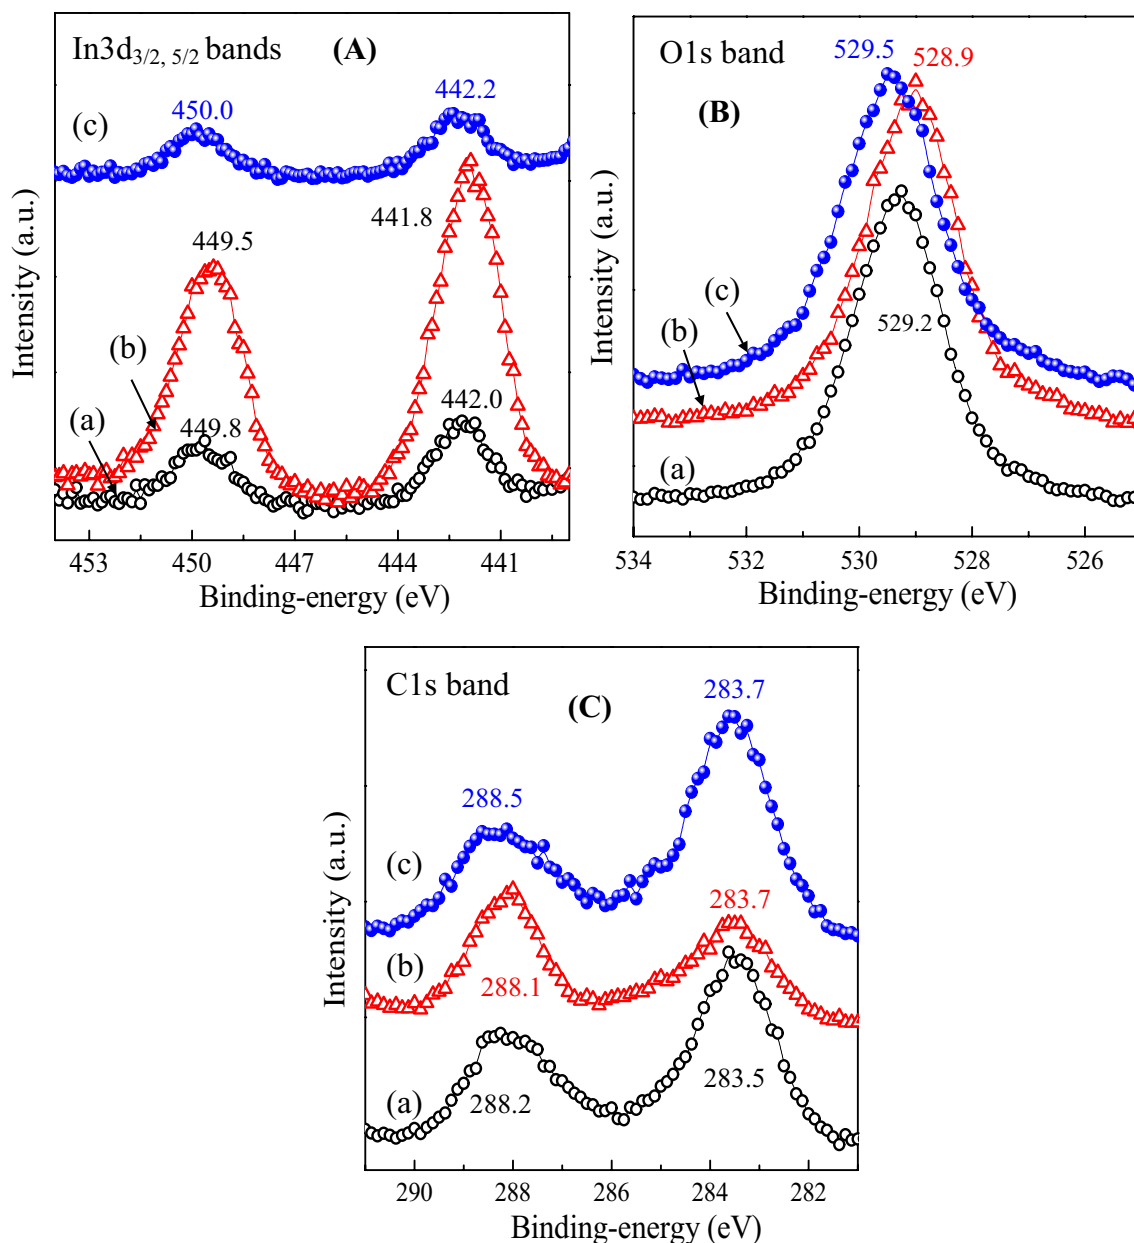 In3d3/2, 5/2 bands
(A)
450.0
442.2
(c)
441.8
449.5
(b)
(a)
449.8
442.0
Intensity (a.u.)
453
450
447
444
441
Binding-energy (eV)
O1s band
529.5
528.9
(B)
(c)
(b)
529.2
(a)
Intensity (a.u.)
534
532
530
528
526
Binding-energy (eV)
C1s band
(C)
283.7
288.5
(c)
283.7
(b)
288.1
283.5
288.2
(a)
Intensity (a.u.)
290
288
286
284
282
Binding-energy (eV)